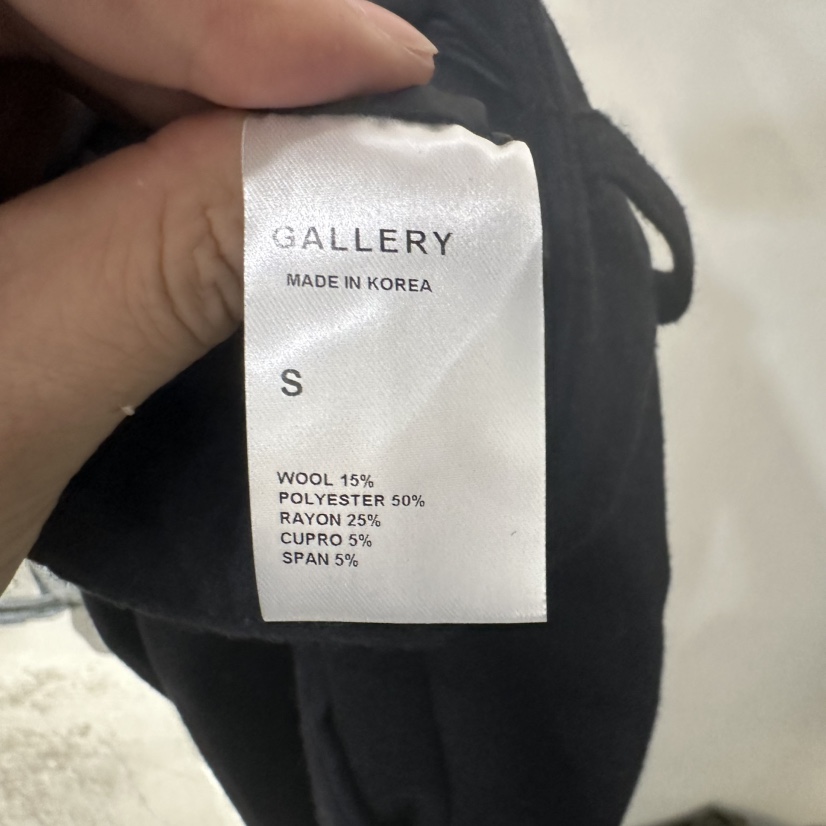 GALLERY
MADE IN KOREA
S
WOOL 15%
POLYESTER 50%
RAYON 25%
CUPRO 5%
SPAN 5%